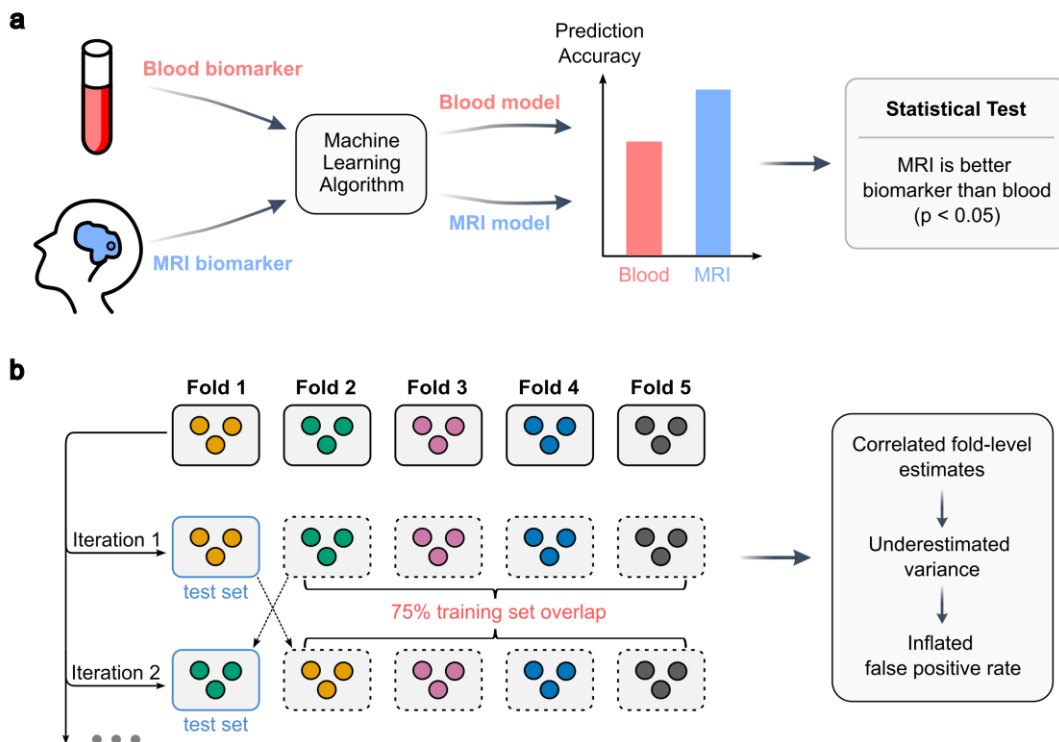 a
Blood biomarker
MRI biomarker
Machine
Learning
Algorithm
Blood model
MRI model
Prediction
Accuracy
Blood MRI
Statistical Test
MRI is better
biomarker than blood
(p < 0.05)
b
Fold 1 Fold 2 Fold 3 Fold 4 Fold 5
Iteration 1
test set
75% training set overlap
Iteration 2
test set
Correlated fold-level
estimates
Underestimated
variance
Inflated
false positive rate